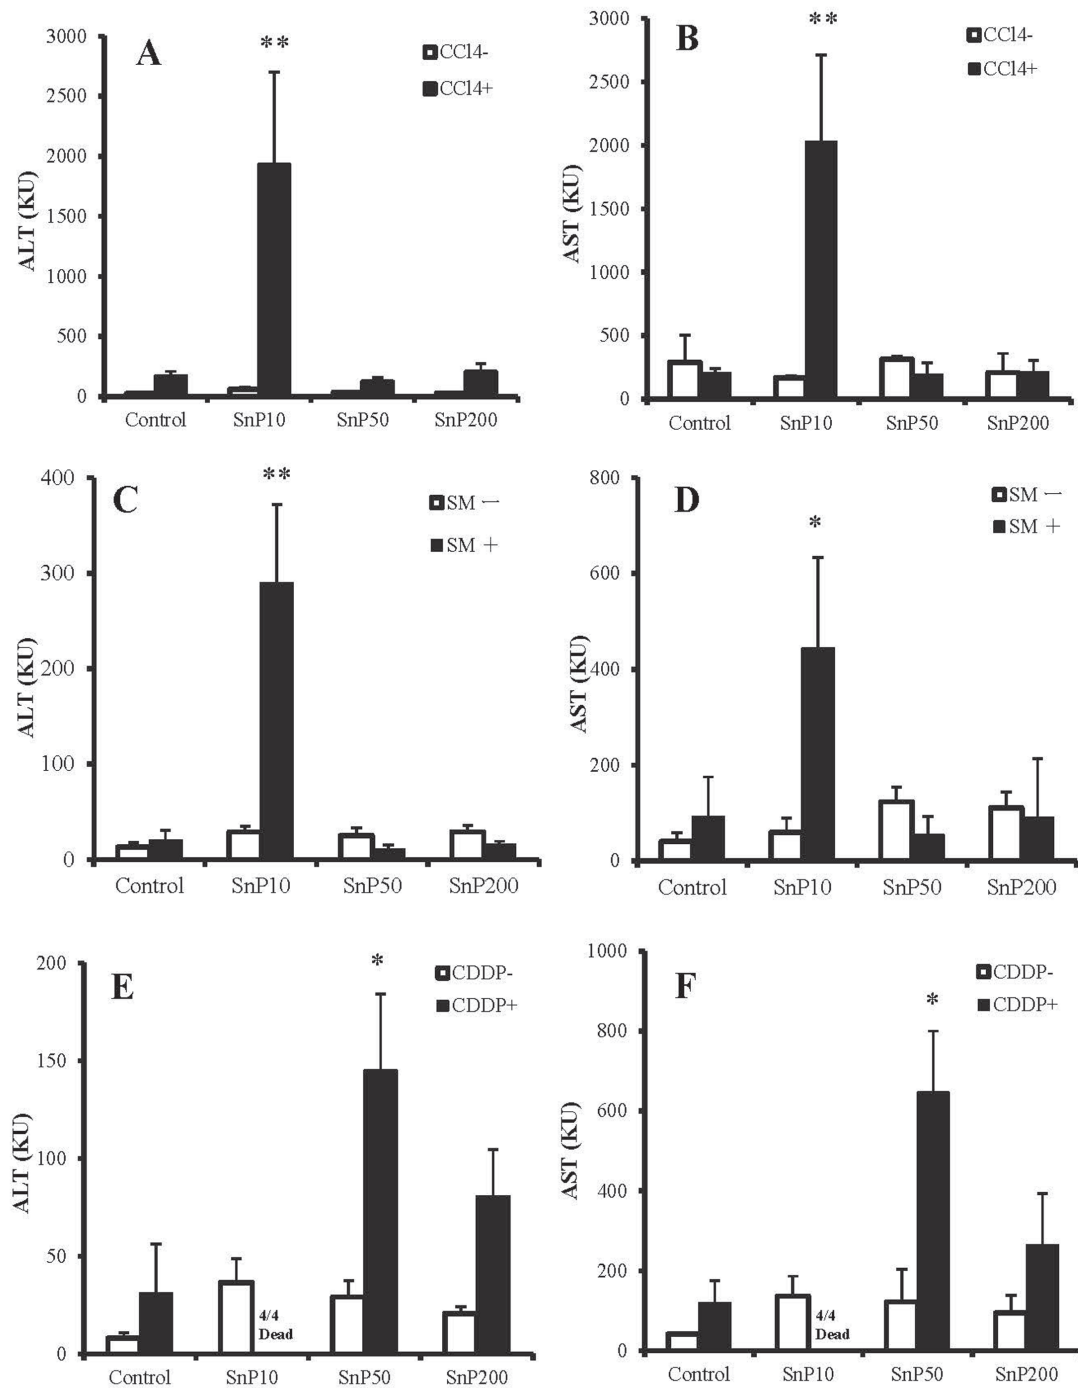 A
**
CCl4-
CCl4+
ALT (KU)
3000
2500
2000
1500
1000
500
0
Control SnP10 SnP50 SnP200
B
**
CCl4-
CCl4+
AST (KU)
3000
2500
2000
1500
1000
500
0
Control SnP10 SnP50 SnP200
C
**
SM −
SM +
ALT (KU)
400
300
200
100
0
Control SnP10 SnP50 SnP200
D
*
SM −
SM +
AST (KU)
800
600
400
200
0
Control SnP10 SnP50 SnP200
E
*
CDDP-
CDDP+
ALT (KU)
200
150
100
50
0
4/4
Dead
Control SnP10 SnP50 SnP200
F
*
CDDP-
CDDP+
AST (KU)
1000
800
600
400
200
0
4/4
Dead
Control SnP10 SnP50 SnP200